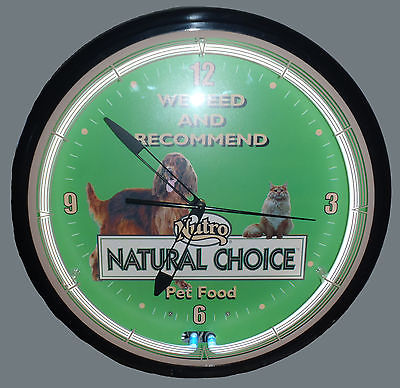 12
WE FEED
AND
RECOMMEND
9
3
Nutro
NATURAL CHOICE
Pet Food
6